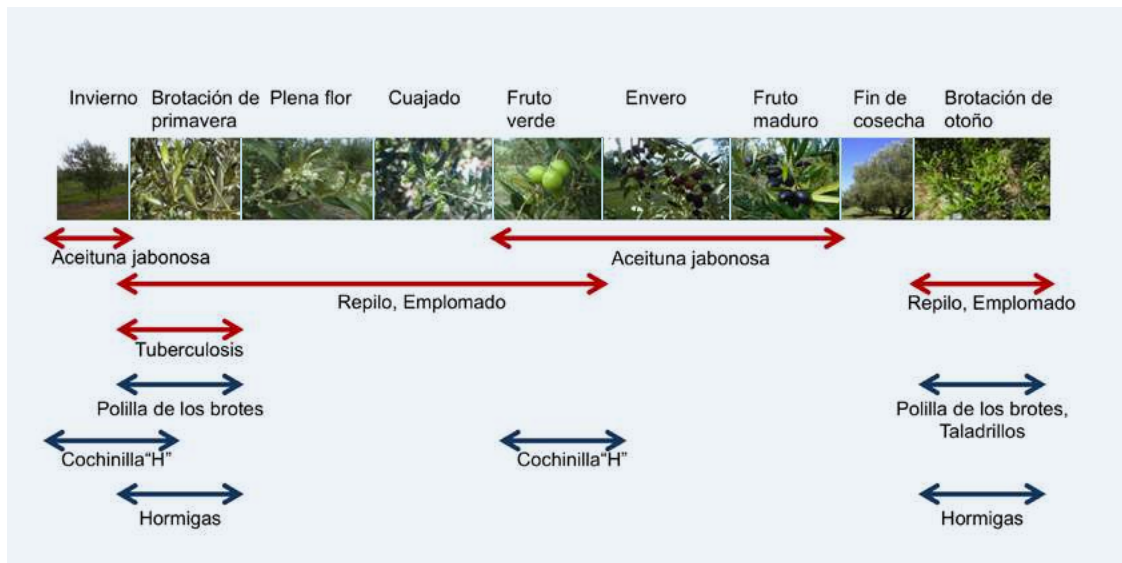 Invierno
Brotación de
primavera
Plena flor
Cuajado
Fruto
verde
Envero
Fruto
maduro
Fin de
cosecha
Brotación de
otoño
Aceituna jabonosa
Aceituna jabonosa
Repilo, Emplomado
Repilo, Emplomado
Tuberculosis
Polilla de los brotes
Polilla de los brotes,
Taladrillos
Cochinilla“H”
Cochinilla“H”
Hormigas
Hormigas